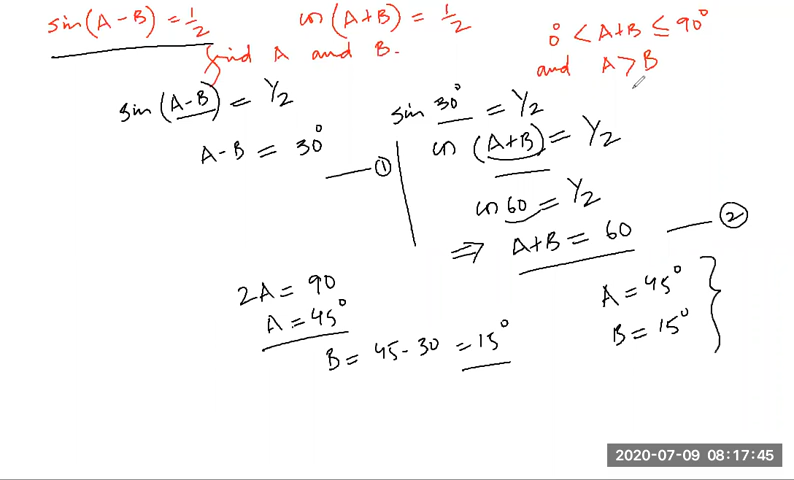 sin(A-B) = 1/2 cos(A+B) = 1/2 0° < A+B ≤ 90°
find A and B. and A > B
sin(A-B) = 1/2 sin 30° = 1/2
A-B = 30° —— ① cos (A+B) = 1/2
cos 60 = 1/2
⇒ A+B = 60 —— ②
2A = 90
A = 45°
B = 45-30 = 15°
A = 45°
B = 15°
2020-07-09 08:17:45